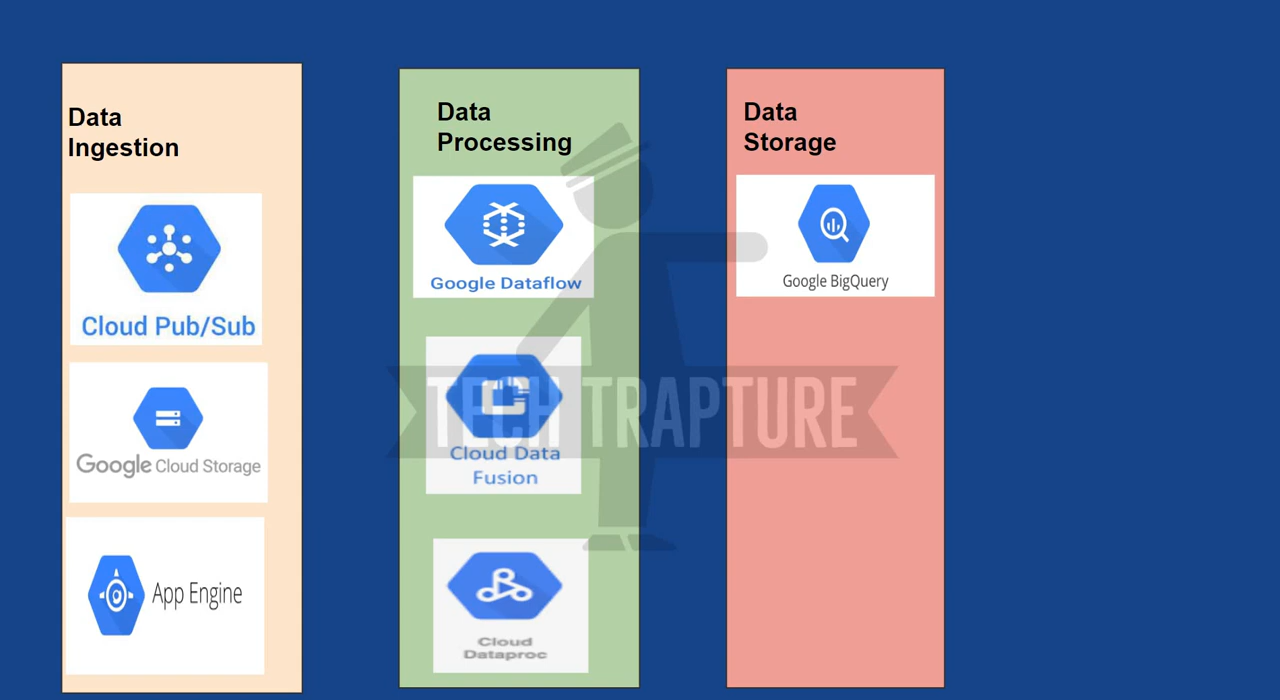 Data
Ingestion
Cloud Pub/Sub
Google Cloud Storage
App Engine
Data
Processing
Google Dataflow
Cloud Data
Fusion
Cloud
Dataproc
Data
Storage
Google BigQuery
TECH TRAPTURE